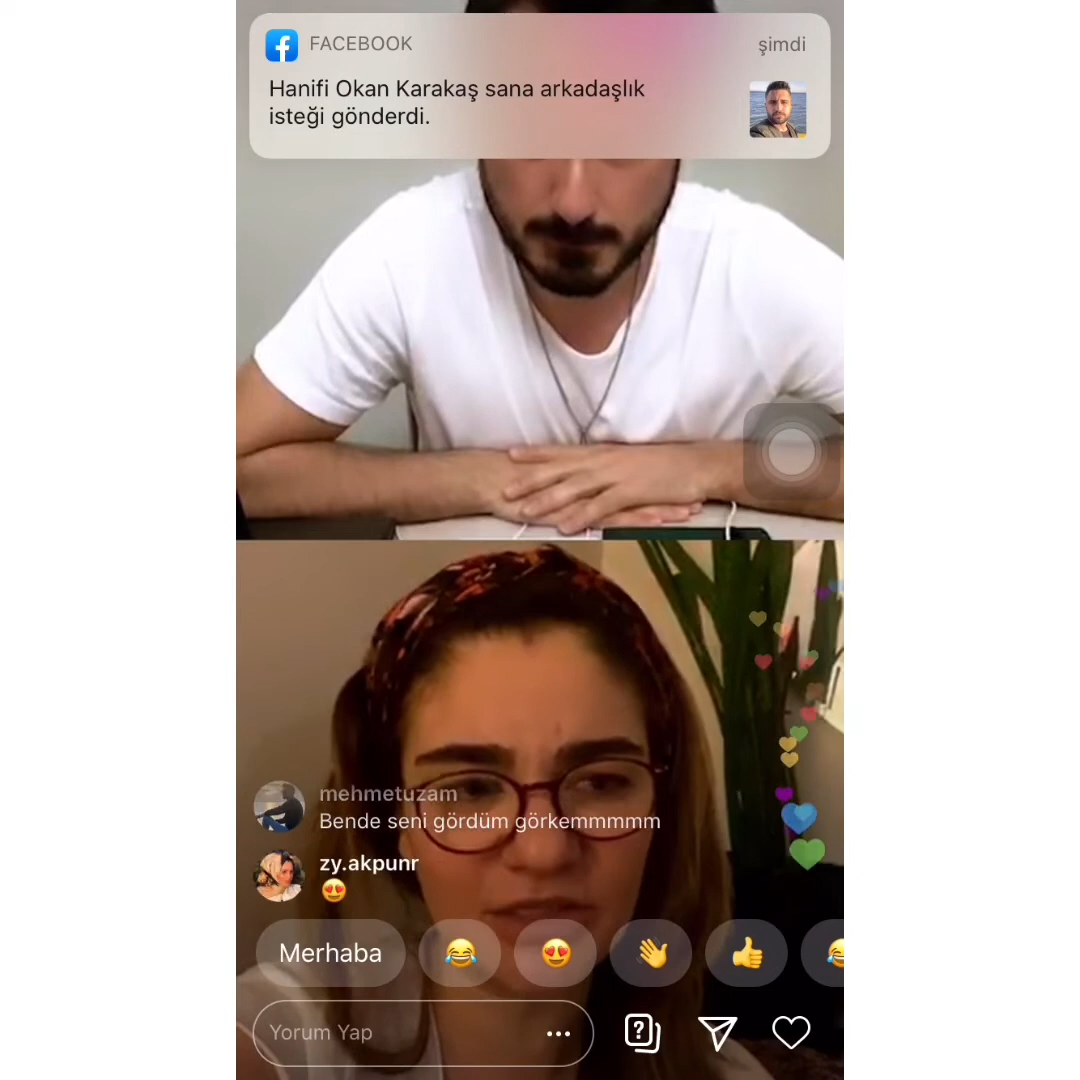 FACEBOOK
şimdi
Hanifi Okan Karakaş sana arkadaşlık
isteği gönderdi.
mehmetuzam
Bende seni gördüm görkemmmmm
zy.akpunr
😍
Merhaba 😂 😍 👋 👍 😂
Yorum Yap